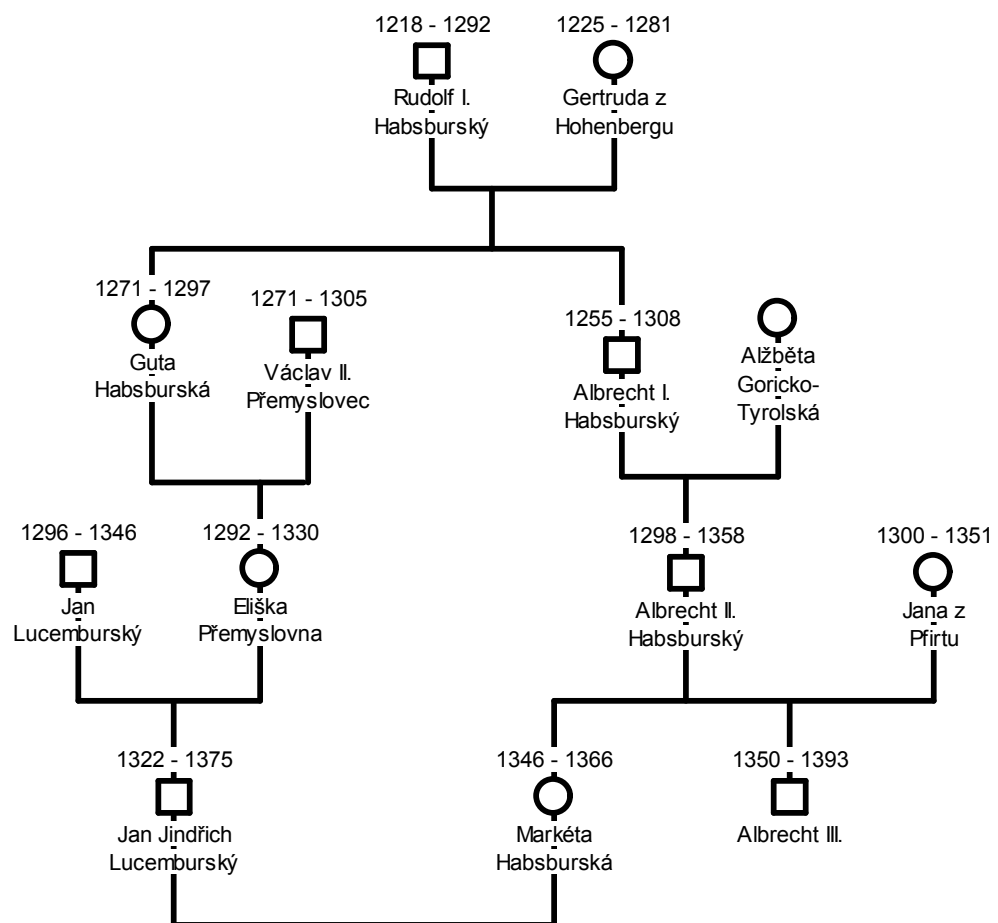 1218 - 1292
Rudolf I.
Habsburský
1225 - 1281
Gertruda z
Hohenbergu
1271 - 1297
Guta
Habsburská
1271 - 1305
Václav II.
Přemyslovec
1255 - 1308
Albrecht I.
Habsburský
Alžběta
Goricko-
Tyrolská
1296 - 1346
Jan
Lucemburský
1292 - 1330
Eliška
Přemyslovna
1298 - 1358
Albrecht II.
Habsburský
1300 - 1351
Jana z
Pfirtu
1322 - 1375
Jan Jindřich
Lucemburský
1346 - 1366
Markéta
Habsburská
1350 - 1393
Albrecht III.